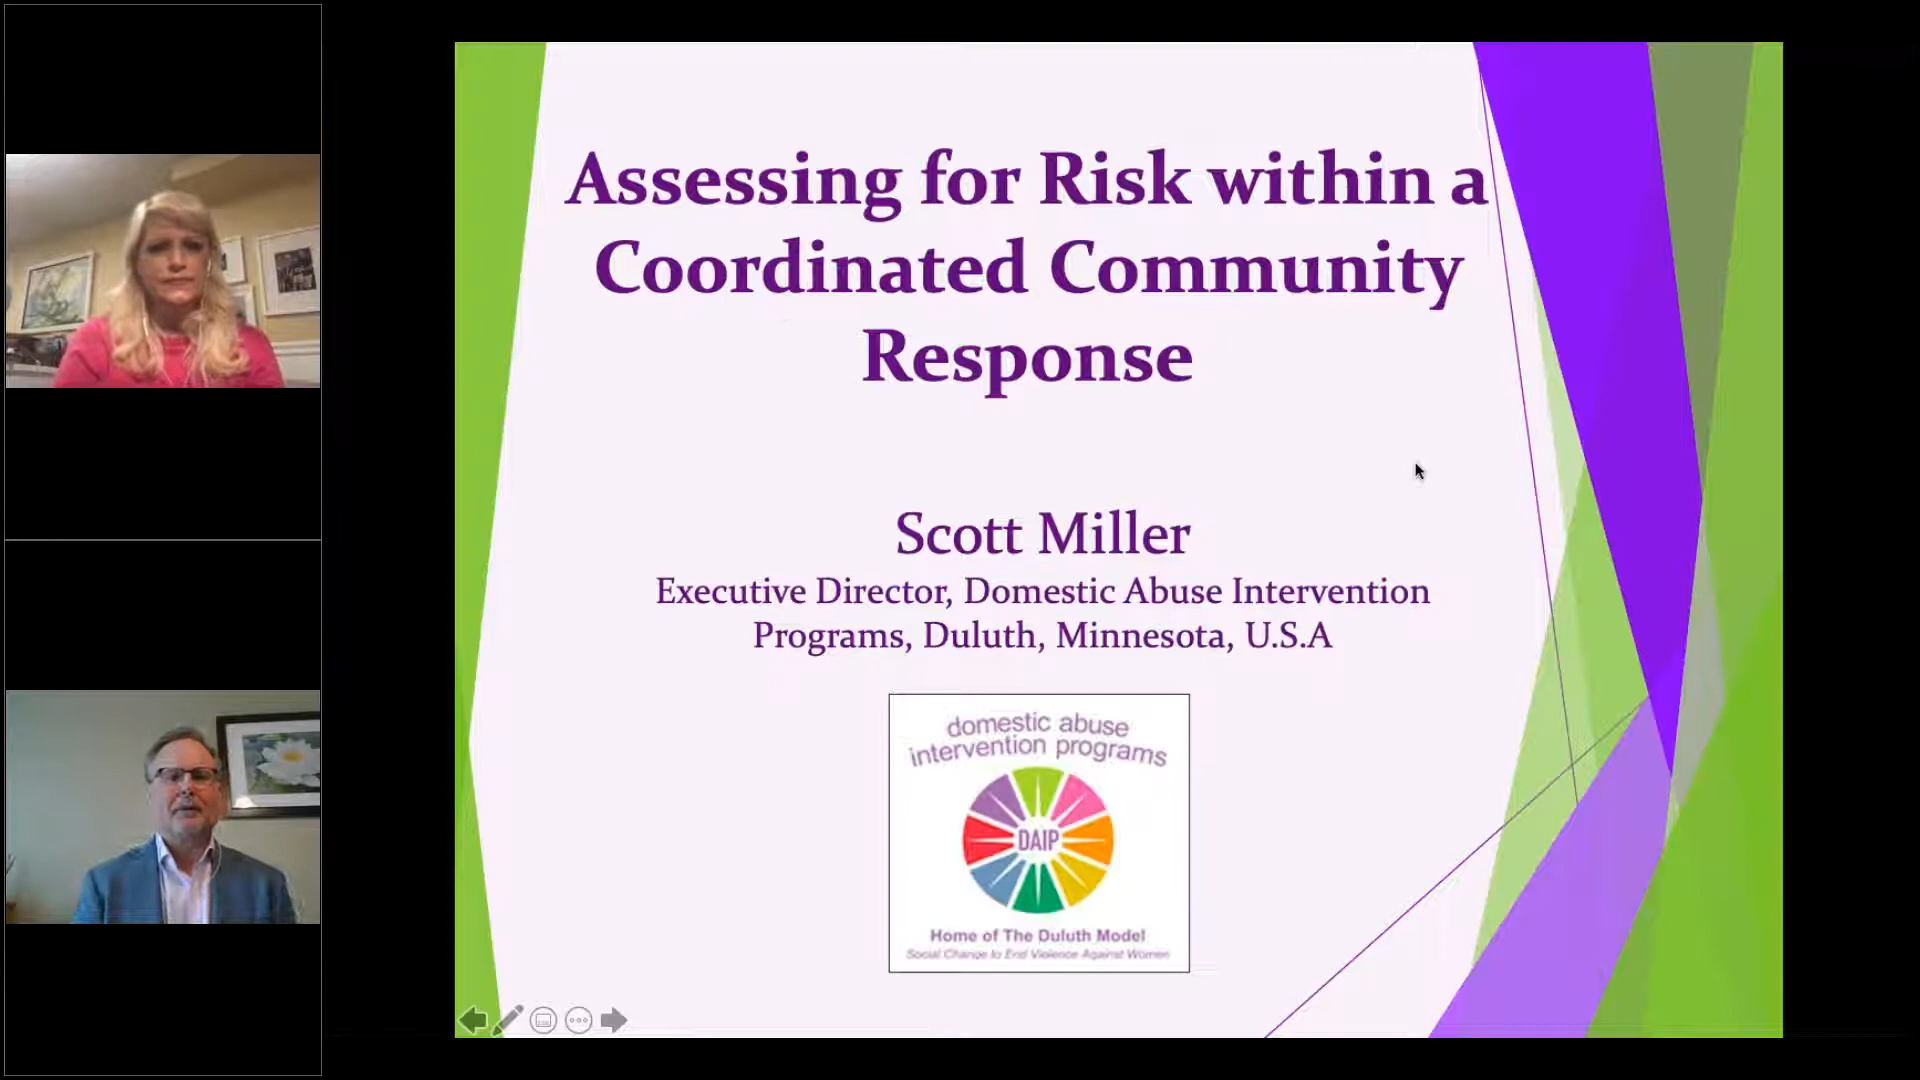 Assessing for Risk within a
Coordinated Community
Response
Scott Miller
Executive Director, Domestic Abuse Intervention
Programs, Duluth, Minnesota, U.S.A
domestic abuse
intervention programs
DAIP
Home of The Duluth Model
Social Change to End Violence Against Women